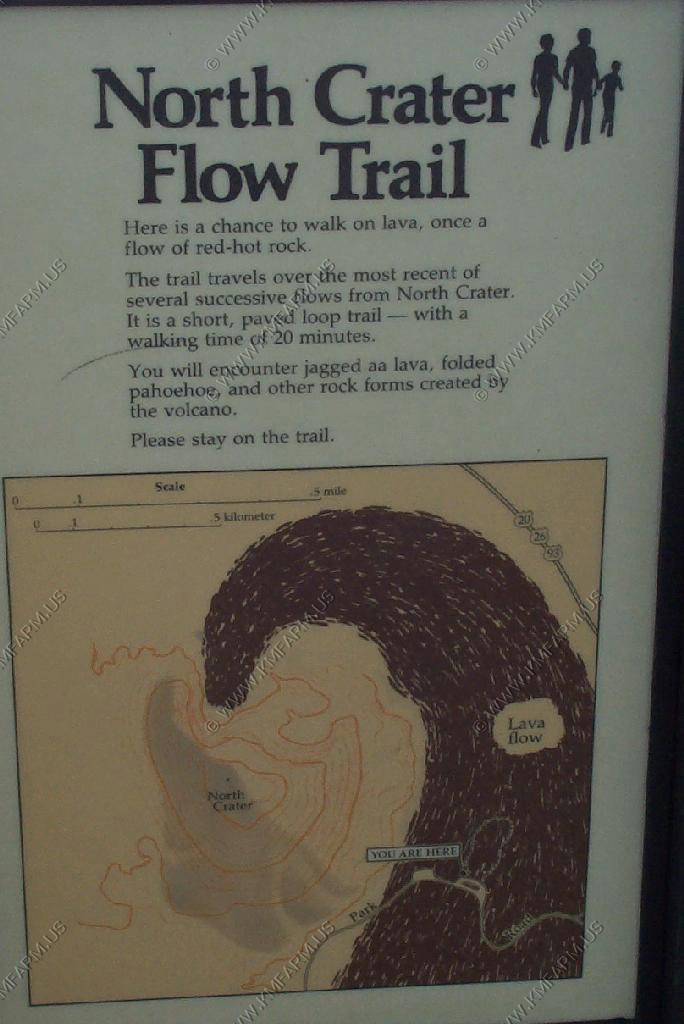 North Crater
Flow Trail
Here is a chance to walk on lava, once a
flow of red-hot rock.
The trail travels over the most recent of
several successive flows from North Crater.
It is a short, paved loop trail — with a
walking time of 20 minutes.
You will encounter jagged aa lava, folded
pahoehoe, and other rock forms created by
the volcano.
Please stay on the trail.
Scale
0 .1 .5 mile
0 .1 .5 kilometer
20
26
93
Lava
flow
North
Crater
YOU ARE HERE
Park
Road
© WWW.KMFARM.US